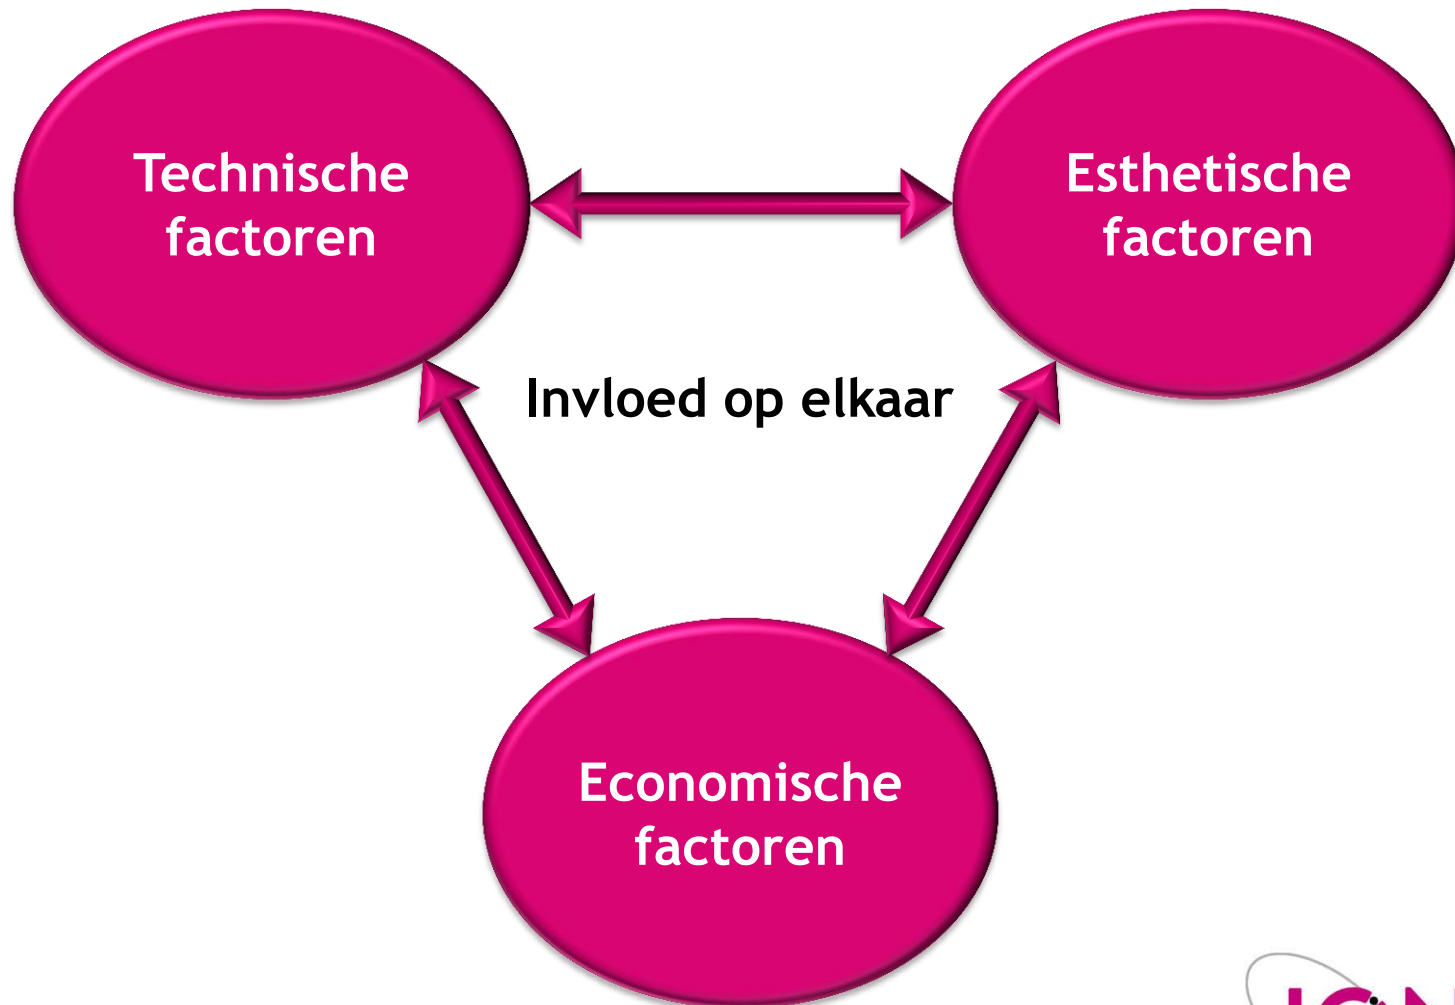 Technische
factoren
Esthetische
factoren
Invloed op elkaar
Economische
factoren